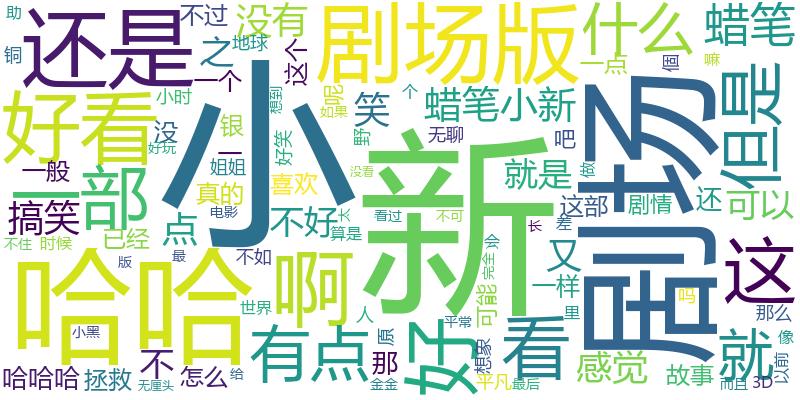 助
还是
不过
没有
剧场版
什么
蜡笔
铜
之
地球
这个
一点
個
嘛
一个
好看
小时
小
银
想到
呢
笑
个
蜡笔小新
剧场
但是
没
一
好笑
如果
野
无聊
吧
好玩
新
一般
姐姐
没看
就是
做
一部
真的
喜欢
搞笑
点
电影
不好
大
看过
不可
长
这部
剧情
还
可以
不住
时候
已经
算是
差
版
最
不如
完全
又
这
哈哈
啊
可能
一样
吗
世界
人
里
那么
小黑
有点
原
平常
好
看
想象
就
像
不
那
感觉
故事
以前
哈哈哈
拯救
无厘头
怎么
给
金金
平凡
最后
而且
3D